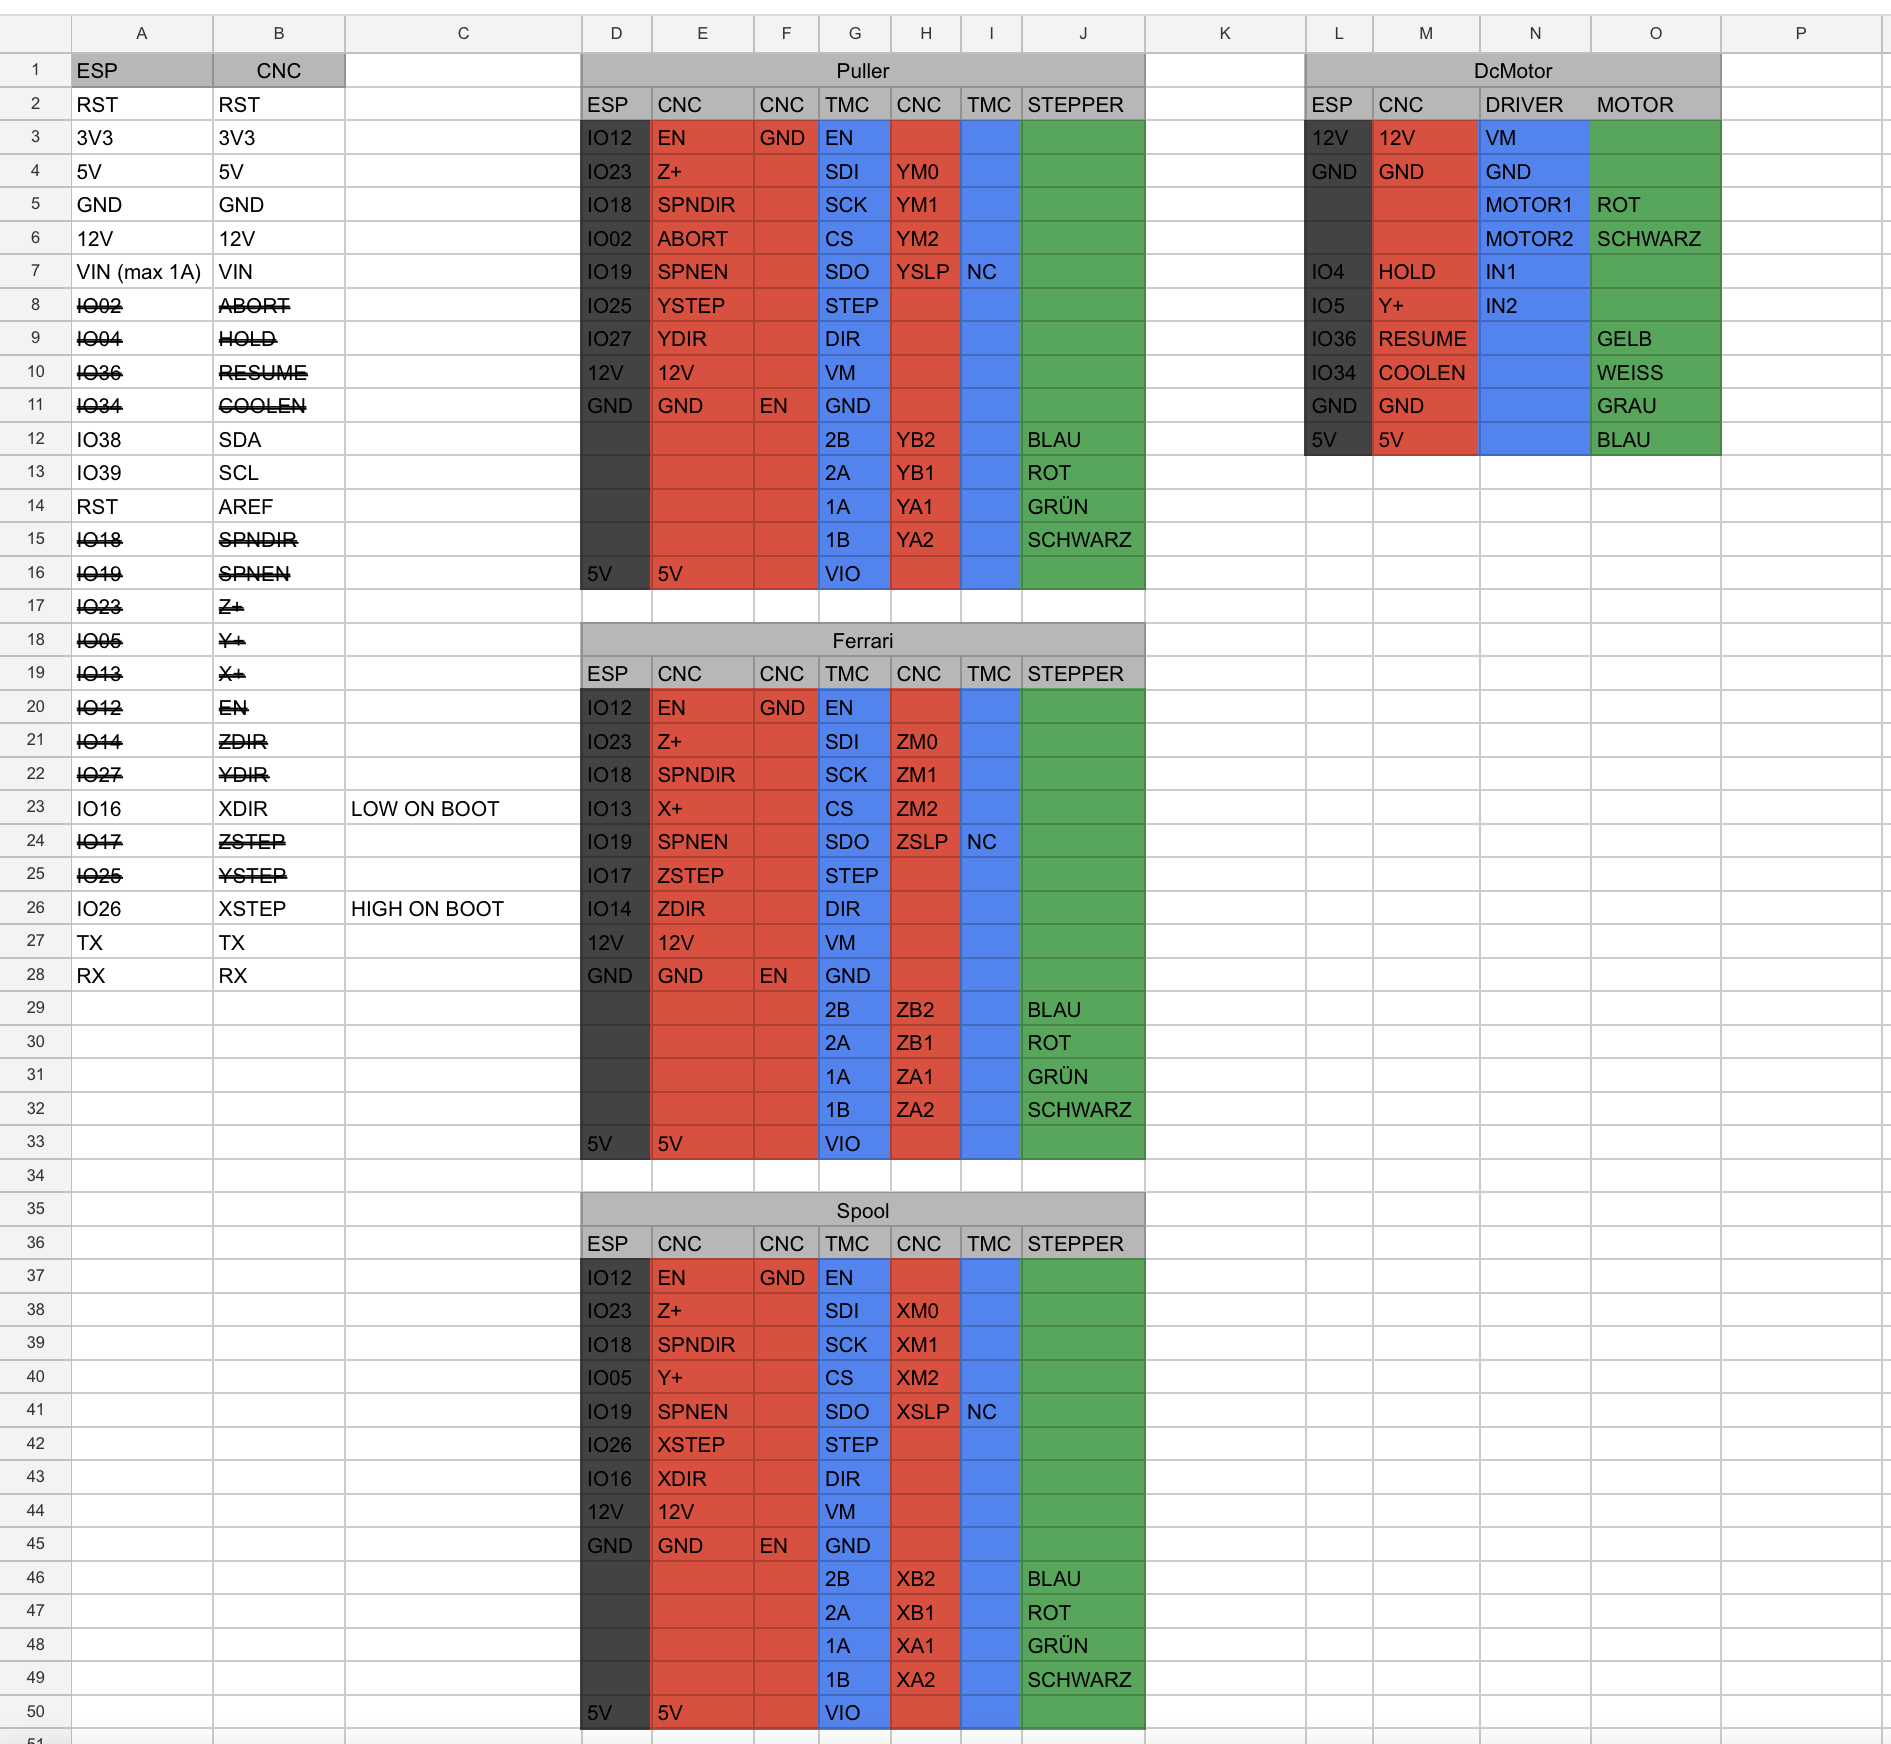 A B C D E F G H I J K L M N O P
1 ESP CNC Puller DcMotor
2 RST RST ESP CNC CNC TMC CNC TMC STEPPER ESP CNC DRIVER MOTOR
3 3V3 3V3 IO12 EN GND EN 12V 12V VM
4 5V 5V IO23 Z+ SDI YM0 GND GND GND
5 GND GND IO18 SPNDIR SCK YM1 MOTOR1 ROT
6 12V 12V IO02 ABORT CS YM2 MOTOR2 SCHWARZ
7 VIN (max 1A) VIN IO19 SPNEN SDO YSLP NC IO4 HOLD IN1
8 IO02 ABORT IO25 YSTEP STEP IO5 Y+ IN2
9 IO04 HOLD IO27 YDIR DIR IO36 RESUME GELB
10 IO36 RESUME 12V 12V VM IO34 COOLEN WEISS
11 IO34 COOLEN GND GND EN GND GND GND GRAU
12 IO38 SDA 2B YB2 BLAU 5V 5V BLAU
13 IO39 SCL 2A YB1 ROT
14 RST AREF 1A YA1 GRÜN
15 IO18 SPNDIR 1B YA2 SCHWARZ
16 IO19 SPNEN 5V 5V VIO
17 IO23 Z+
18 IO05 Y+ Ferrari
19 IO13 X+ ESP CNC CNC TMC CNC TMC STEPPER
20 IO12 EN IO12 EN GND EN
21 IO14 ZDIR IO23 Z+ SDI ZM0
22 IO27 YDIR IO18 SPNDIR SCK ZM1
23 IO16 XDIR LOW ON BOOT IO13 X+ CS ZM2
24 IO17 ZSTEP IO19 SPNEN SDO ZSLP NC
25 IO25 YSTEP IO17 ZSTEP STEP
26 IO26 XSTEP HIGH ON BOOT IO14 ZDIR DIR
27 TX TX 12V 12V VM
28 RX RX GND GND EN GND
29 2B ZB2 BLAU
30 2A ZB1 ROT
31 1A ZA1 GRÜN
32 1B ZA2 SCHWARZ
33 5V 5V VIO
34
35 Spool
36 ESP CNC CNC TMC CNC TMC STEPPER
37 IO12 EN GND EN
38 IO23 Z+ SDI XM0
39 IO18 SPNDIR SCK XM1
40 IO05 Y+ CS XM2
41 IO19 SPNEN SDO XSLP NC
42 IO26 XSTEP STEP
43 IO16 XDIR DIR
44 12V 12V VM
45 GND GND EN GND
46 2B XB2 BLAU
47 2A XB1 ROT
48 1A XA1 GRÜN
49 1B XA2 SCHWARZ
50 5V 5V VIO
51